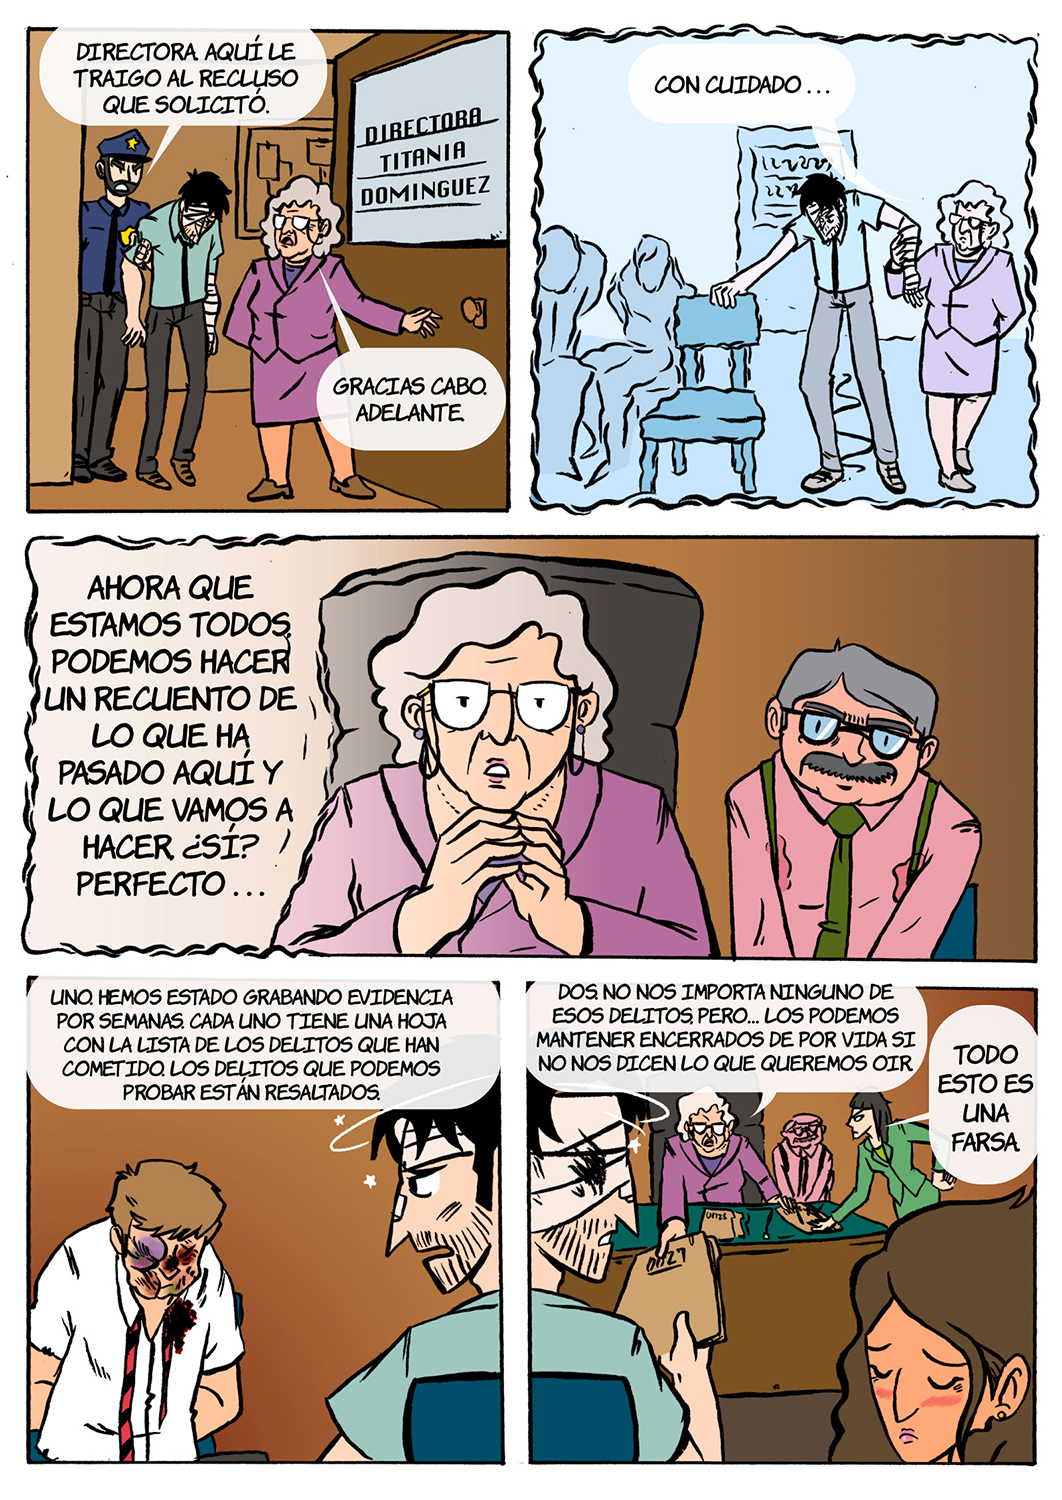 DIRECTORA. AQUÍ LE
TRAIGO AL RECLUSO
QUE SOLICITÓ.
DIRECTORA
TITANIA
DOMINGUEZ
GRACIAS CABO.
ADELANTE.
CON CUIDADO...
AHORA QUE
ESTAMOS TODOS,
PODEMOS HACER
UN RECUENTO DE
LO QUE HA
PASADO AQUÍ Y
LO QUE VAMOS A
HACER, ¿SÍ?
PERFECTO...
UNO. HEMOS ESTADO GRABANDO EVIDENCIA
POR SEMANAS. CADA UNO TIENE UNA HOJA
CON LA LISTA DE LOS DELITOS QUE HAN
COMETIDO. LOS DELITOS QUE PODEMOS
PROBAR ESTÁN RESALTADOS.
DOS. NO NOS IMPORTA NINGUNO DE
ESOS DELITOS, PERO... LOS PODEMOS
MANTENER ENCERRADOS DE POR VIDA SI
NO NOS DICEN LO QUE QUEREMOS OIR.
TODO
ESTO ES
UNA
FARSA.